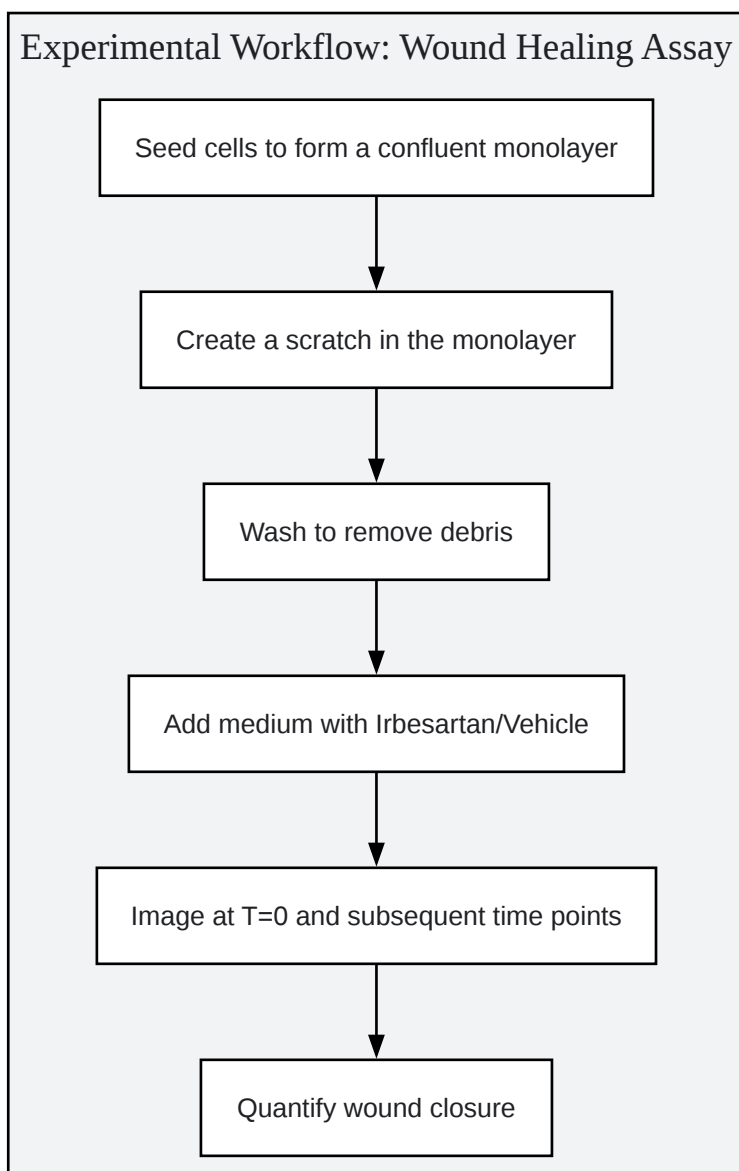 Experimental Workflow: Wound Healing Assay
Seed cells to form a confluent monolayer
Create a scratch in the monolayer
Wash to remove debris
Add medium with Irbesartan/Vehicle
Image at T=0 and subsequent time points
Quantify wound closure